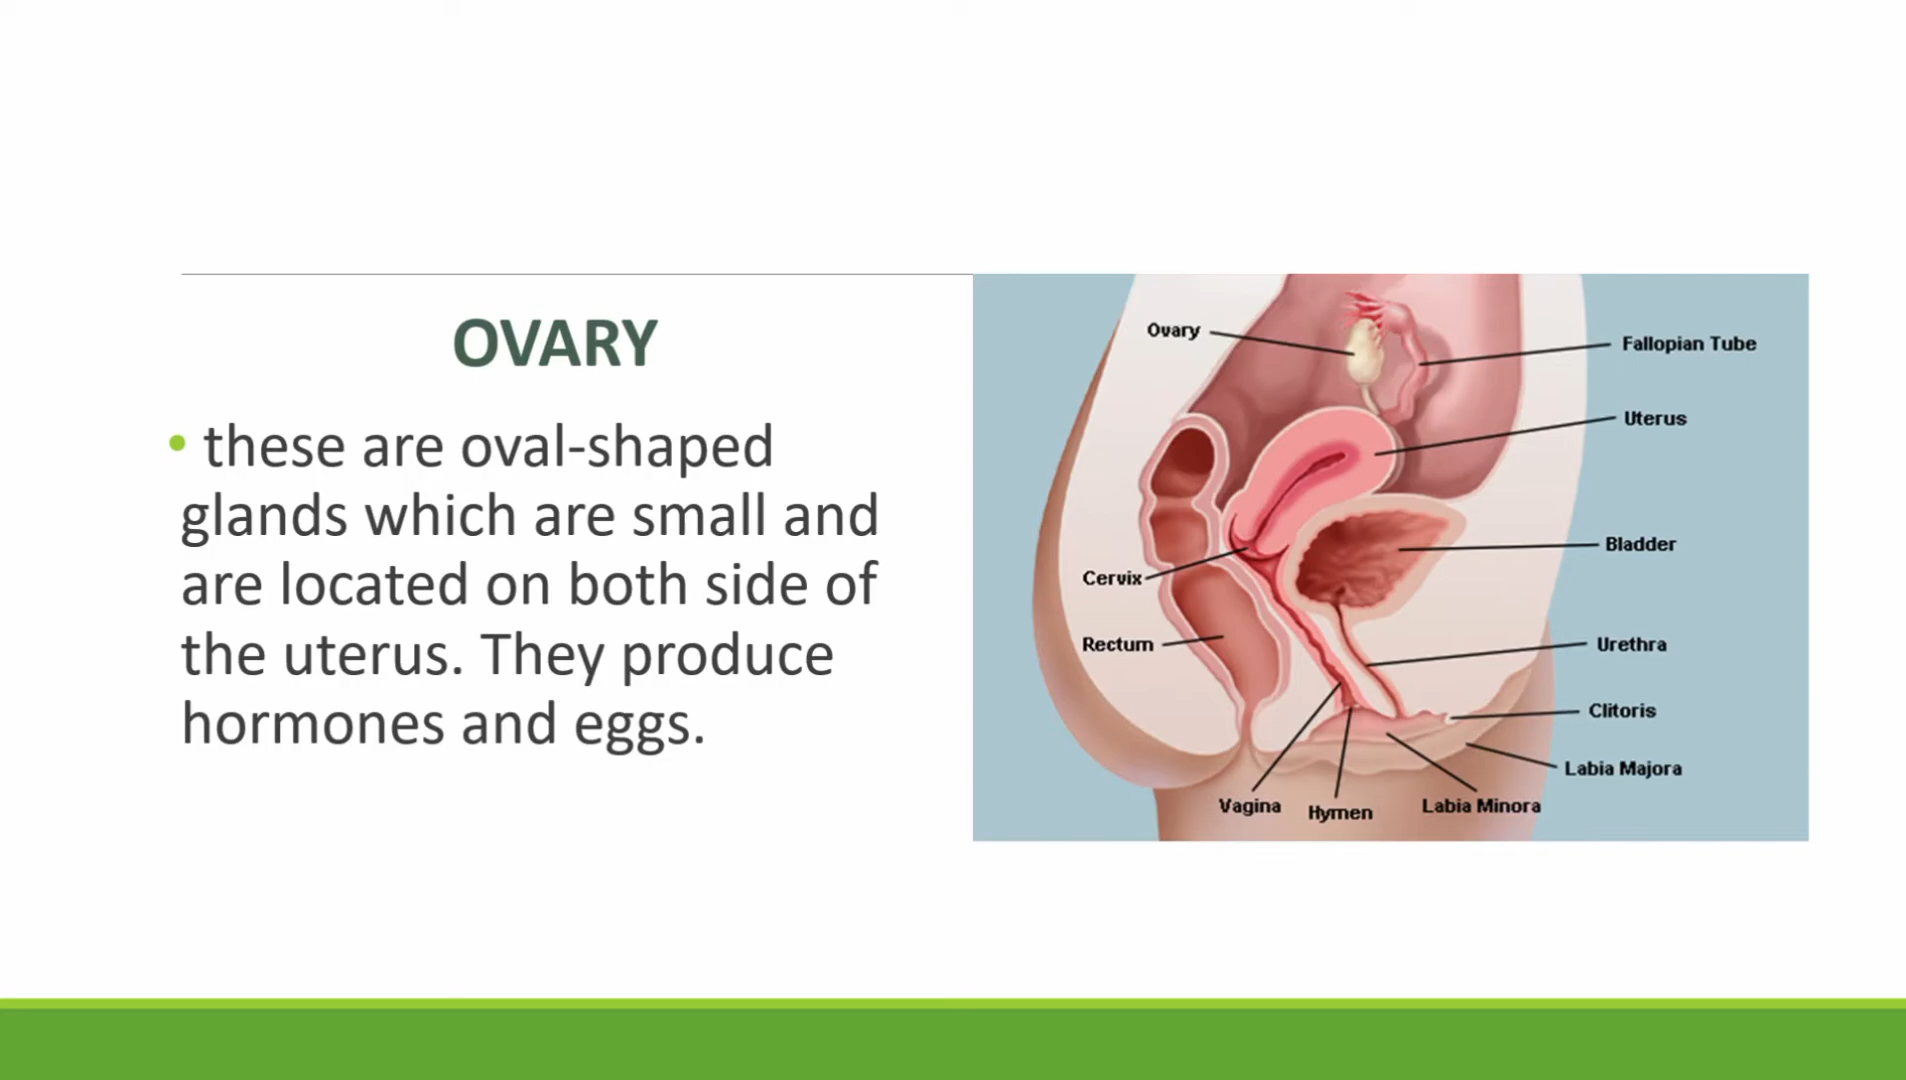 OVARY
• these are oval-shaped
glands which are small and
are located on both side of
the uterus. They produce
hormones and eggs.
Ovary
Fallopian Tube
Uterus
Bladder
Cervix
Rectum
Urethra
Clitoris
Labia Majora
Vagina
Hymen
Labia Minora